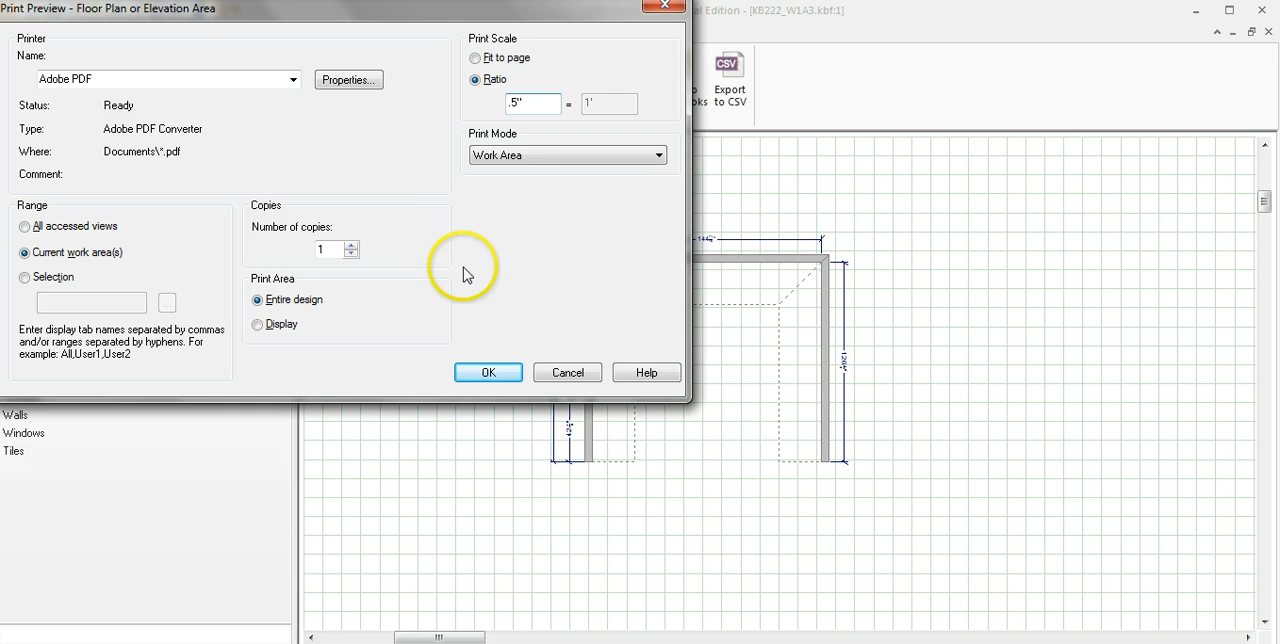 Print Preview - Floor Plan or Elevation Area
al Edition - [KB222_W1A3.kbf:1]
Printer
Name:
Adobe PDF
Properties...
Status: Ready
Type: Adobe PDF Converter
Where: Documents\*.pdf
Comment:
Print Scale
Fit to page
Ratio
.5" = 1'
Print Mode
Work Area
CSV
Export
to CSV
Range
All accessed views
Current work area(s)
Selection
...
Enter display tab names separated by commas
and/or ranges separated by hyphens. For
example: All,User1,User2
Copies
Number of copies:
1
Print Area
Entire design
Display
OK
Cancel
Help
Walls
Windows
Tiles